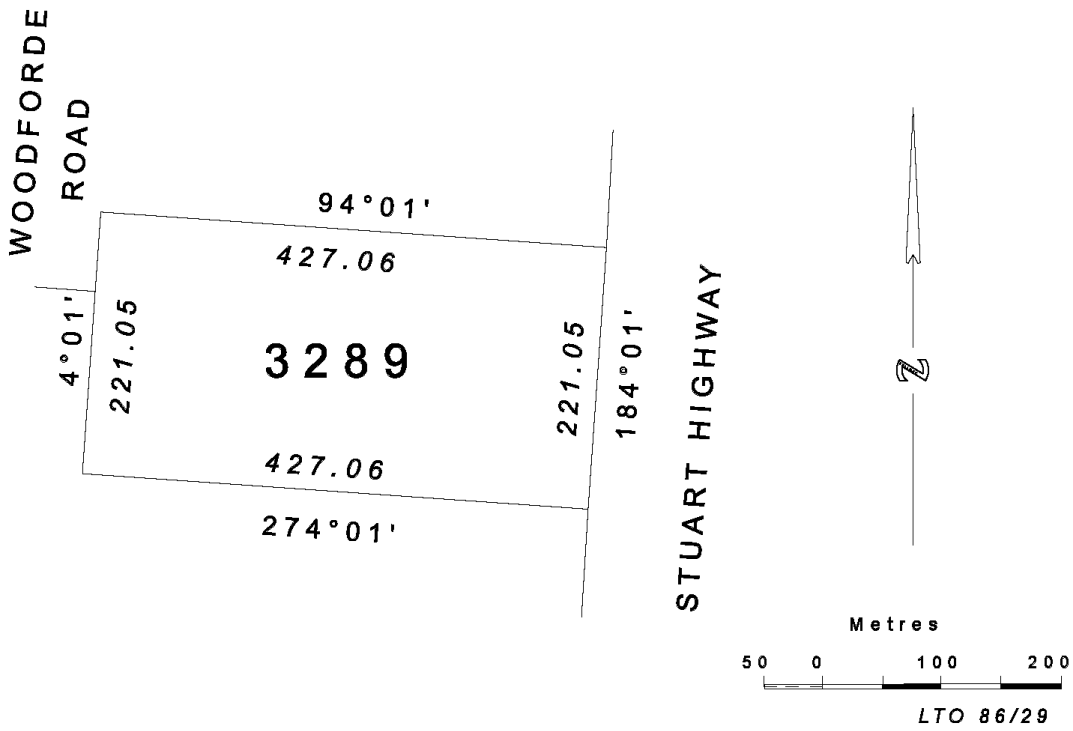 WOODFORDE
ROAD
94°01'
427.06
4°01'
221.05
3289
221.05
184°01'
STUART HIGHWAY
427.06
274°01'
N
Metres
50 0 100 200
LTO 86/29